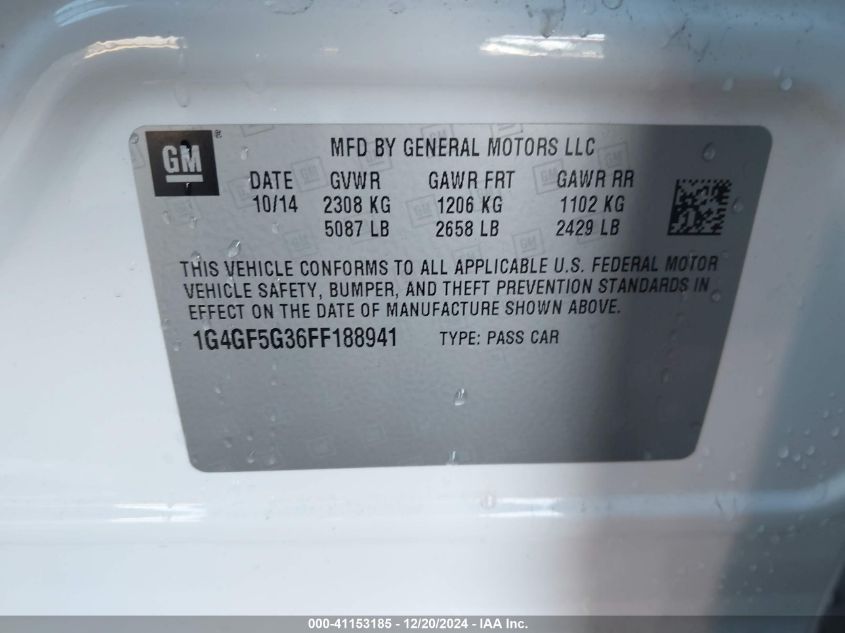 GM ®
MFD BY GENERAL MOTORS LLC
DATE GVWR GAWR FRT GAWR RR
10/14 2308 KG 1206 KG 1102 KG
5087 LB 2658 LB 2429 LB
THIS VEHICLE CONFORMS TO ALL APPLICABLE U.S. FEDERAL MOTOR
VEHICLE SAFETY, BUMPER, AND THEFT PREVENTION STANDARDS IN
EFFECT ON THE DATE OF MANUFACTURE SHOWN ABOVE.
1G4GF5G36FF188941 TYPE: PASS CAR
000-41153185 - 12/20/2024 - IAA Inc.